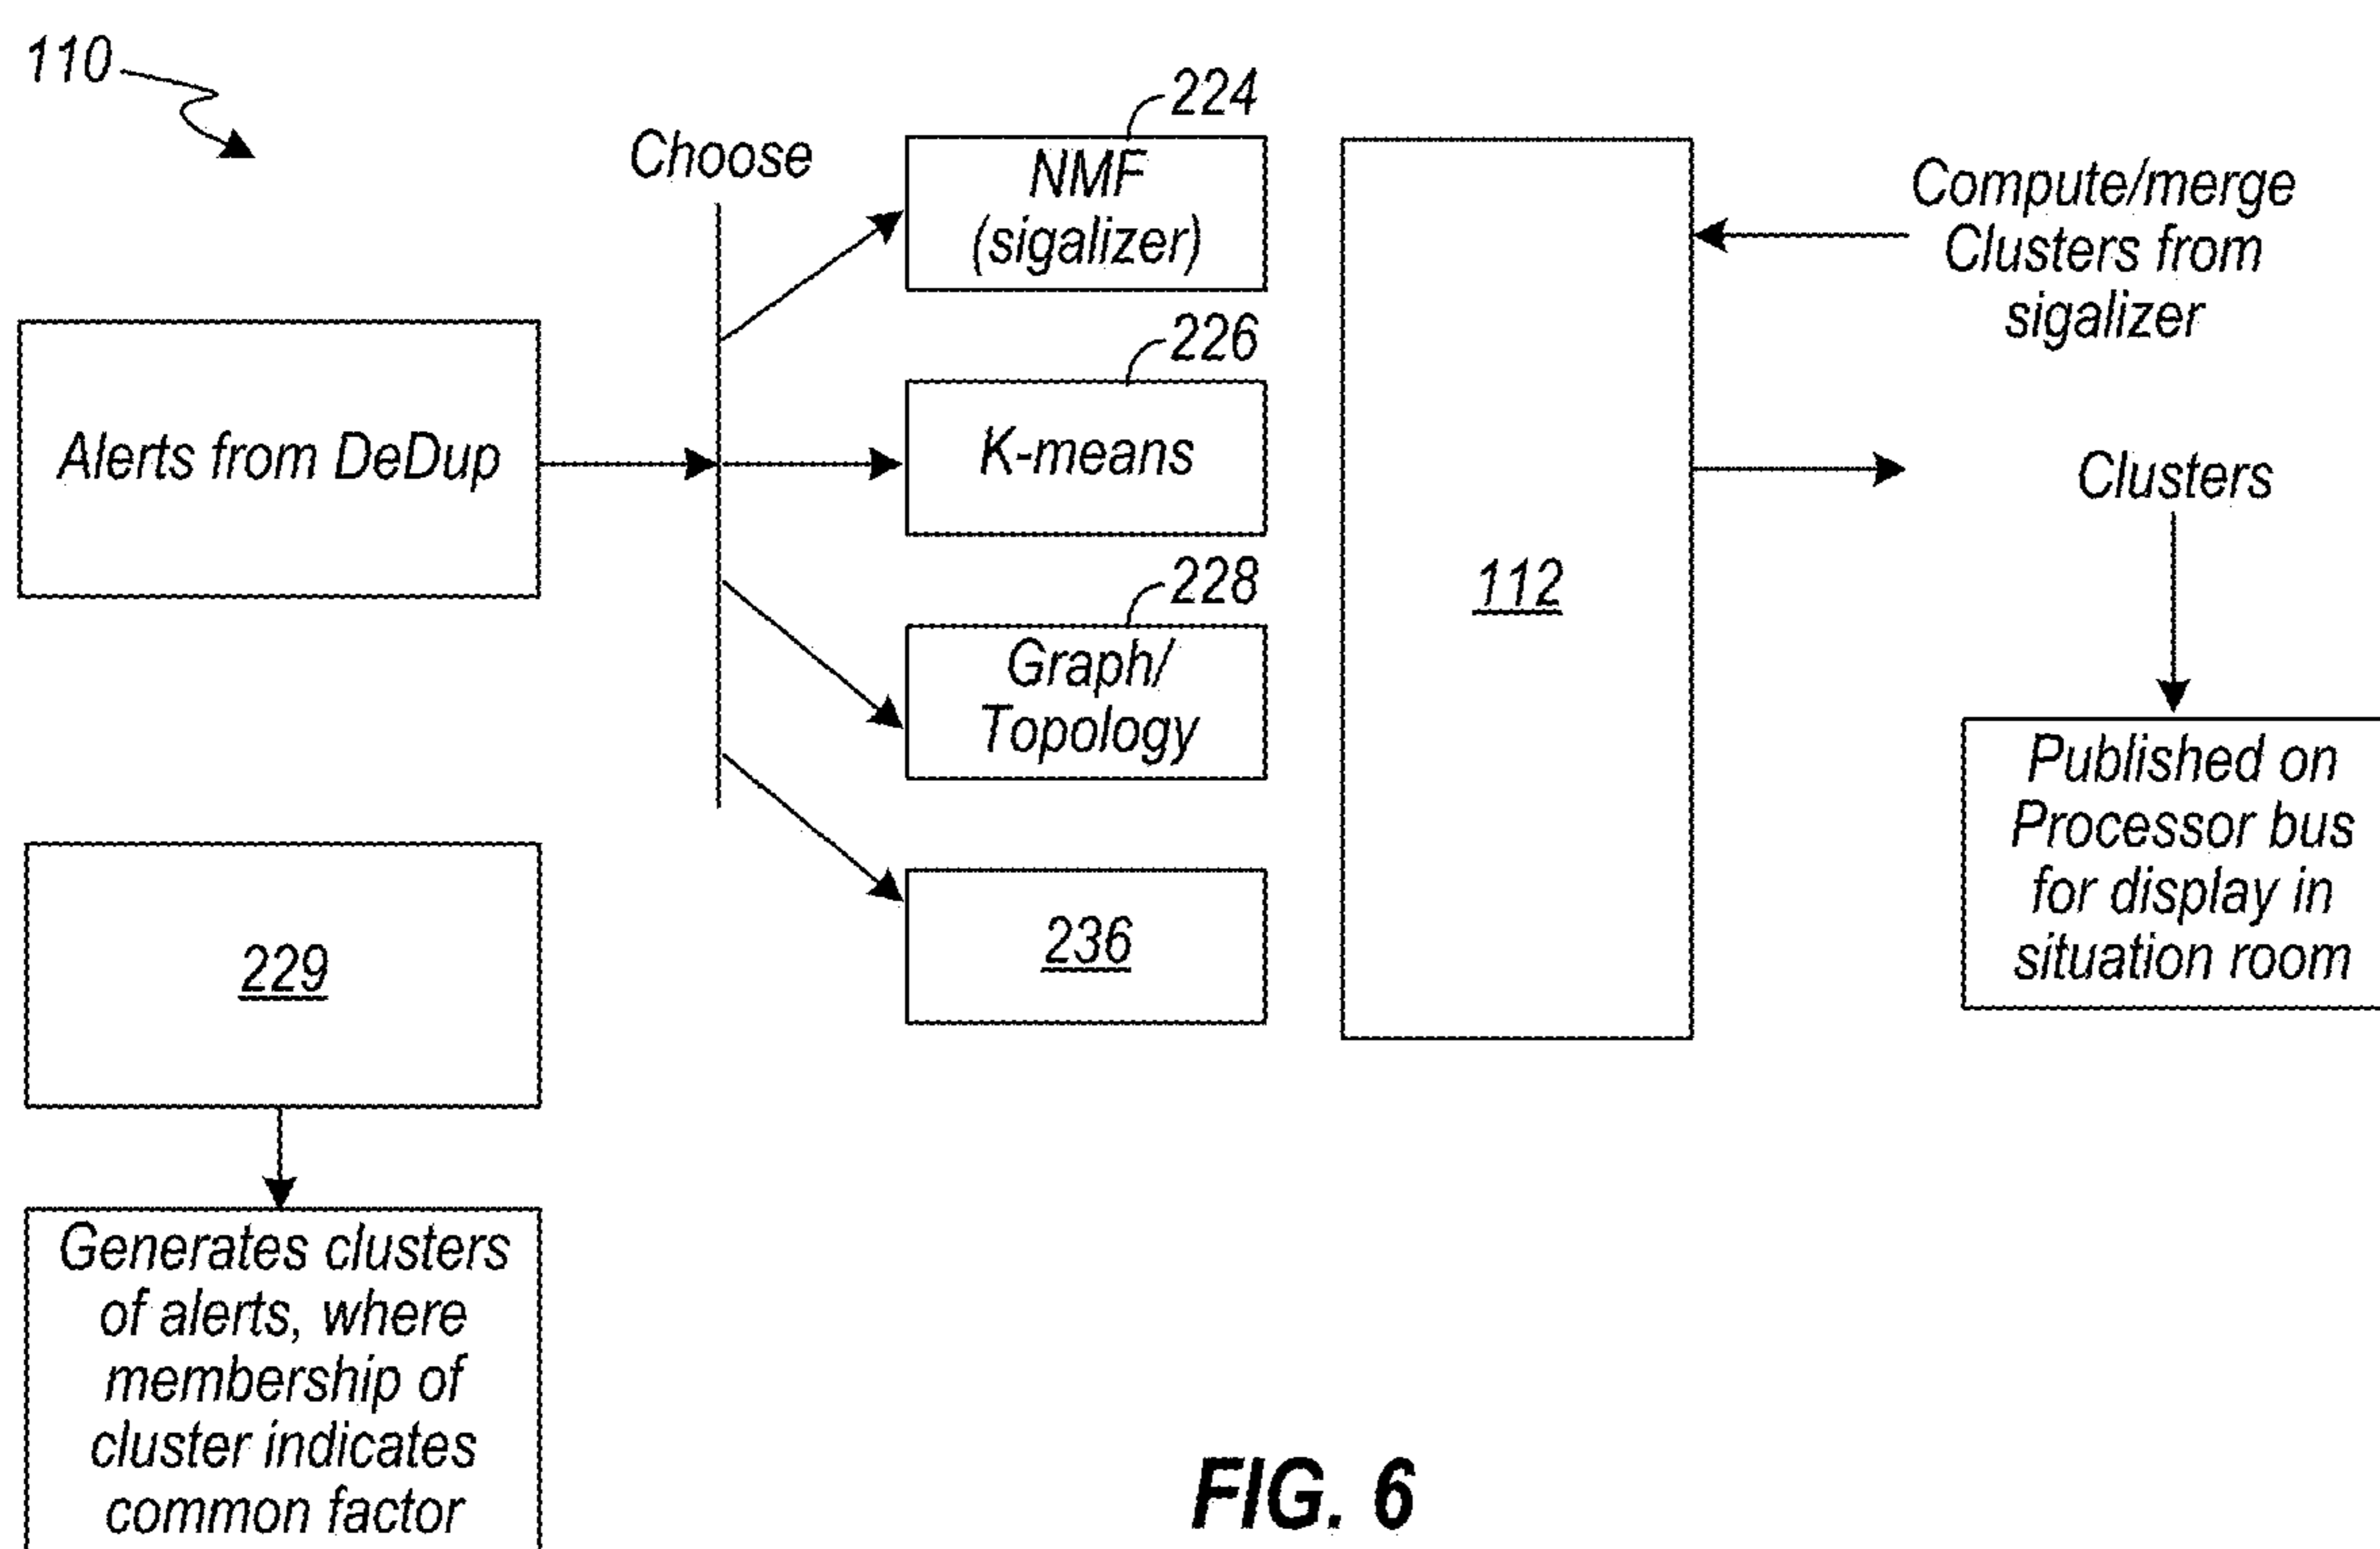 110
Choose
224
NMF
(sigalizer)
Compute/merge
Clusters from
sigalizer
226
Alerts from DeDup
K-means
Clusters
228
Graph/
Topology
112
Published on
Processor bus
for display in
situation room
229
236
Generates clusters
of alerts, where
membership of
cluster indicates
common factor
FIG. 6